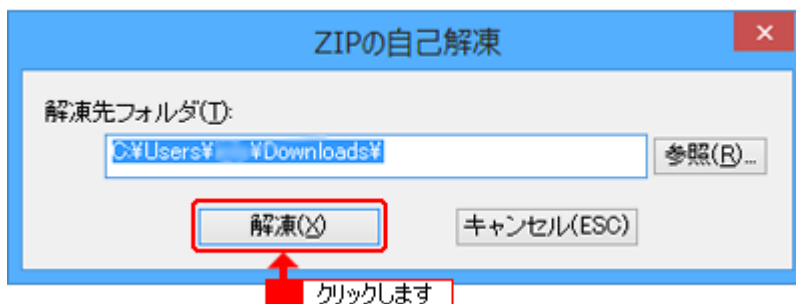 ZIPの自己解凍
解凍先フォルダ(T):
C:¥Users¥ ¥Downloads¥
参照(R)...
解凍(X)
キャンセル(ESC)
クリックします